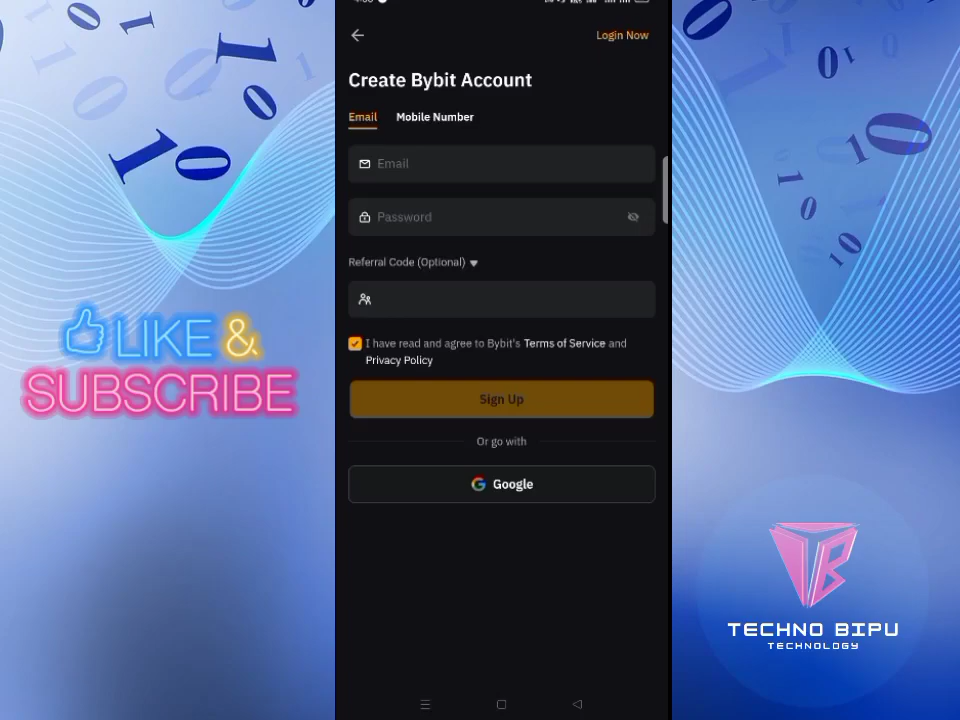 Login Now
Create Bybit Account
Email
Mobile Number
Email
Password
Referral Code (Optional)
I have read and agree to Bybit's Terms of Service and
Privacy Policy
Sign Up
Or go with
Google
LIKE &
SUBSCRIBE
TECHNO BIPU
TECHNOLOGY